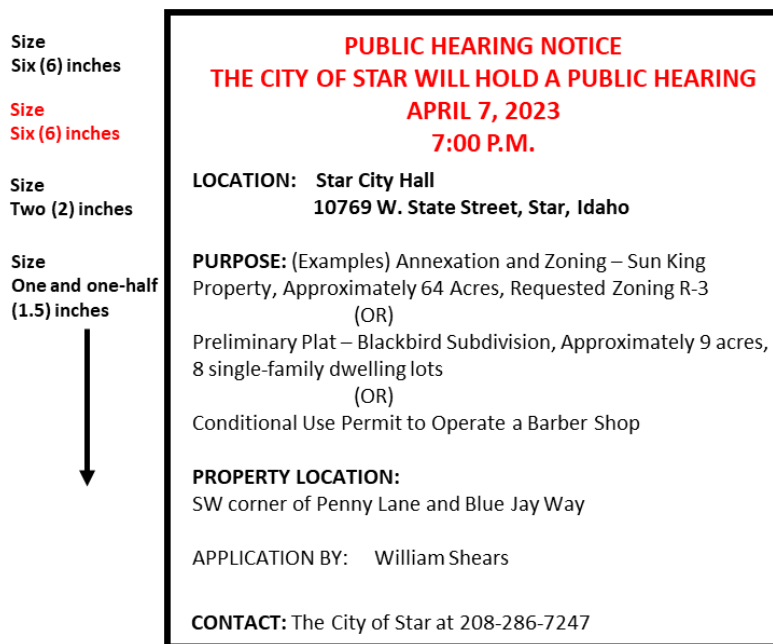 Size
Six (6) inches
Size
Six (6) inches
Size
Two (2) inches
Size
One and one-half
(1.5) inches
PUBLIC HEARING NOTICE
THE CITY OF STAR WILL HOLD A PUBLIC HEARING
APRIL 7, 2023
7:00 P.M.
LOCATION: Star City Hall
10769 W. State Street, Star, Idaho
PURPOSE: (Examples) Annexation and Zoning – Sun King
Property, Approximately 64 Acres, Requested Zoning R-3
(OR)
Preliminary Plat – Blackbird Subdivision, Approximately 9 acres,
8 single-family dwelling lots
(OR)
Conditional Use Permit to Operate a Barber Shop
PROPERTY LOCATION:
SW corner of Penny Lane and Blue Jay Way
APPLICATION BY: William Shears
CONTACT: The City of Star at 208-286-7247